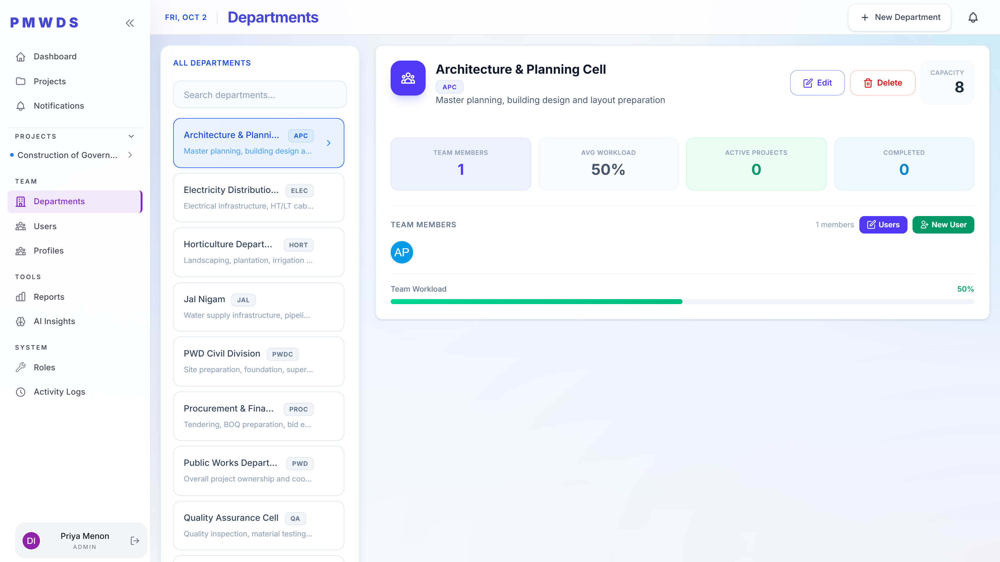 PMWDS
Dashboard
Projects
Notifications
PROJECTS
Construction of Govern...
TEAM
Departments
Users
Profiles
TOOLS
Reports
AI Insights
SYSTEM
Roles
Activity Logs
DI
Priya Menon
ADMIN
FRI, OCT 2
Departments
+ New Department
ALL DEPARTMENTS
Search departments...
Architecture & Planni... APC
Master planning, building design a...
Electricity Distributio... ELEC
Electrical infrastructure, HT/LT cab...
Horticulture Depart... HORT
Landscaping, plantation, irrigation ...
Jal Nigam JAL
Water supply infrastructure, pipeli...
PWD Civil Division PWDC
Site preparation, foundation, super...
Procurement & Fina... PROC
Tendering, BOQ preparation, bid e...
Public Works Depart... PWD
Overall project ownership and coo...
Quality Assurance Cell QA
Quality inspection, material testing...
Architecture & Planning Cell
APC
Master planning, building design and layout preparation
Edit
Delete
CAPACITY
8
TEAM MEMBERS
1
AVG WORKLOAD
50%
ACTIVE PROJECTS
0
COMPLETED
0
TEAM MEMBERS
1 members
Users
New User
AP
Team Workload
50%